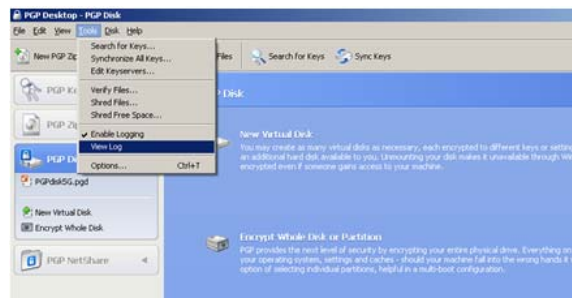 PGP Desktop - PGP Disk
File Edit View Tools Disk Help
New PGP Zip
Search for Keys...
Synchronize All Keys...
Edit Keyservers...
Verify Files...
Shred Files...
Shred Free Space...
Enable Logging
View Log
Options... Ctrl+T
Files
Search for Keys
Sync Keys
PGP Disk
New Virtual Disk
Encrypt Whole Disk
PGP NetShare
New Virtual Disk
You may create as many virtual disks as necessary, each encrypted to different keys or
an additional hard disk available to you. Unmounting your disk makes it unavailable through
encrypted even if someone gains access to your machine.
Encrypt Whole Disk or Partition
PGP provides the next level of security by encrypting your entire physical drive. Everything on
your operating system, settings and caches - should your machine fall into the wrong hands it
option of selecting individual partitions, helpful in a multi-boot configuration.